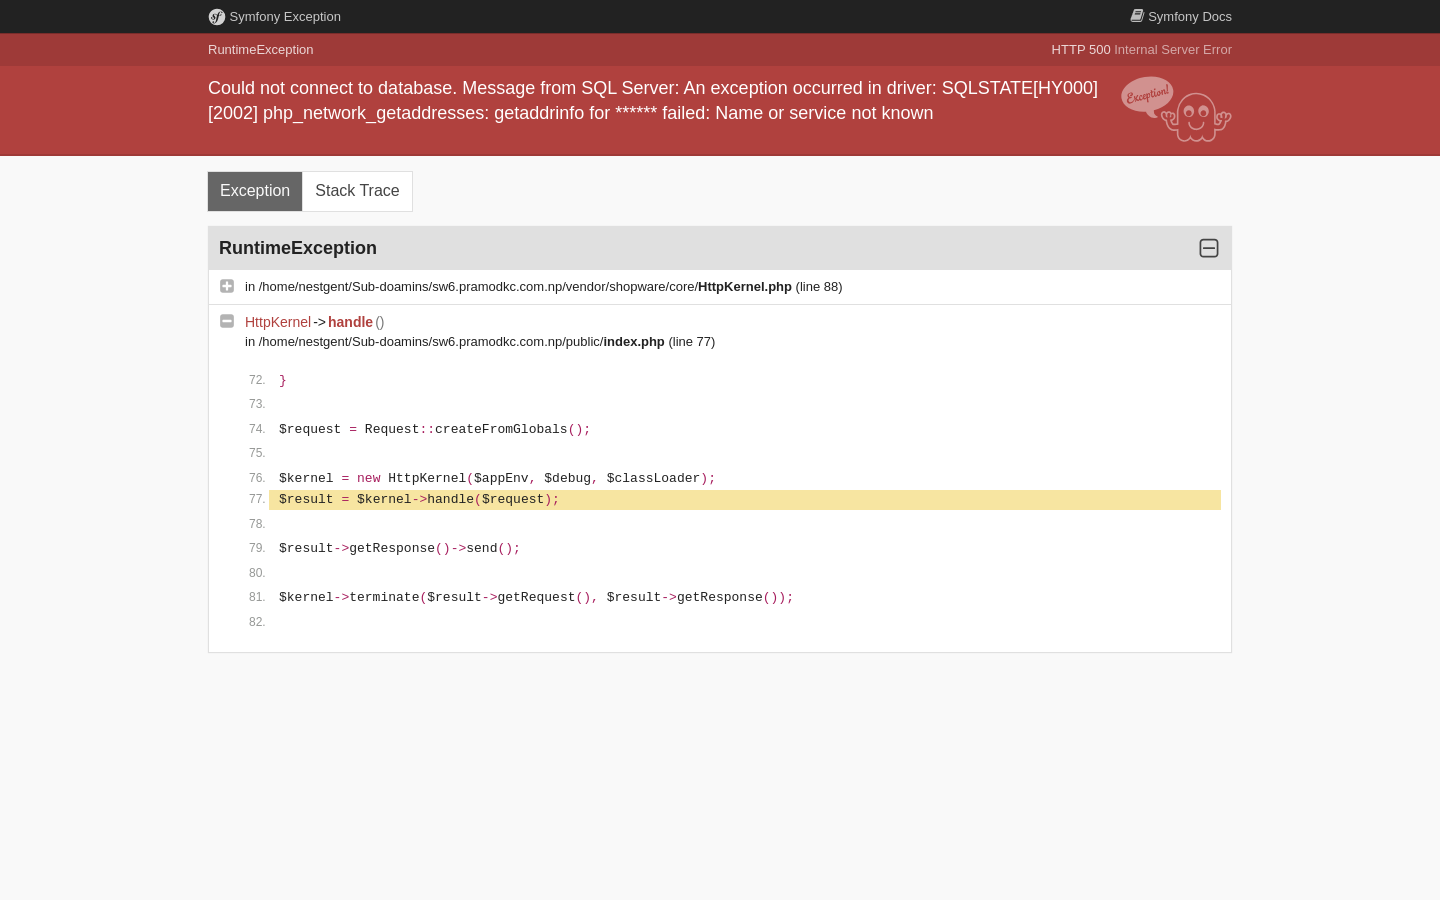 Symfony Exception
Symfony Docs
RuntimeException
HTTP 500 Internal Server Error
Could not connect to database. Message from SQL Server: An exception occurred in driver: SQLSTATE[HY000]
[2002] php_network_getaddresses: getaddrinfo for ****** failed: Name or service not known
Exception!
Exception
Stack Trace
RuntimeException
in /home/nestgent/Sub-doamins/sw6.pramodkc.com.np/vendor/shopware/core/HttpKernel.php (line 88)
HttpKernel->handle()
in /home/nestgent/Sub-doamins/sw6.pramodkc.com.np/public/index.php (line 77)
72. }
73.
74. $request = Request::createFromGlobals();
75.
76. $kernel = new HttpKernel($appEnv, $debug, $classLoader);
77. $result = $kernel->handle($request);
78.
79. $result->getResponse()->send();
80.
81. $kernel->terminate($result->getRequest(), $result->getResponse());
82.